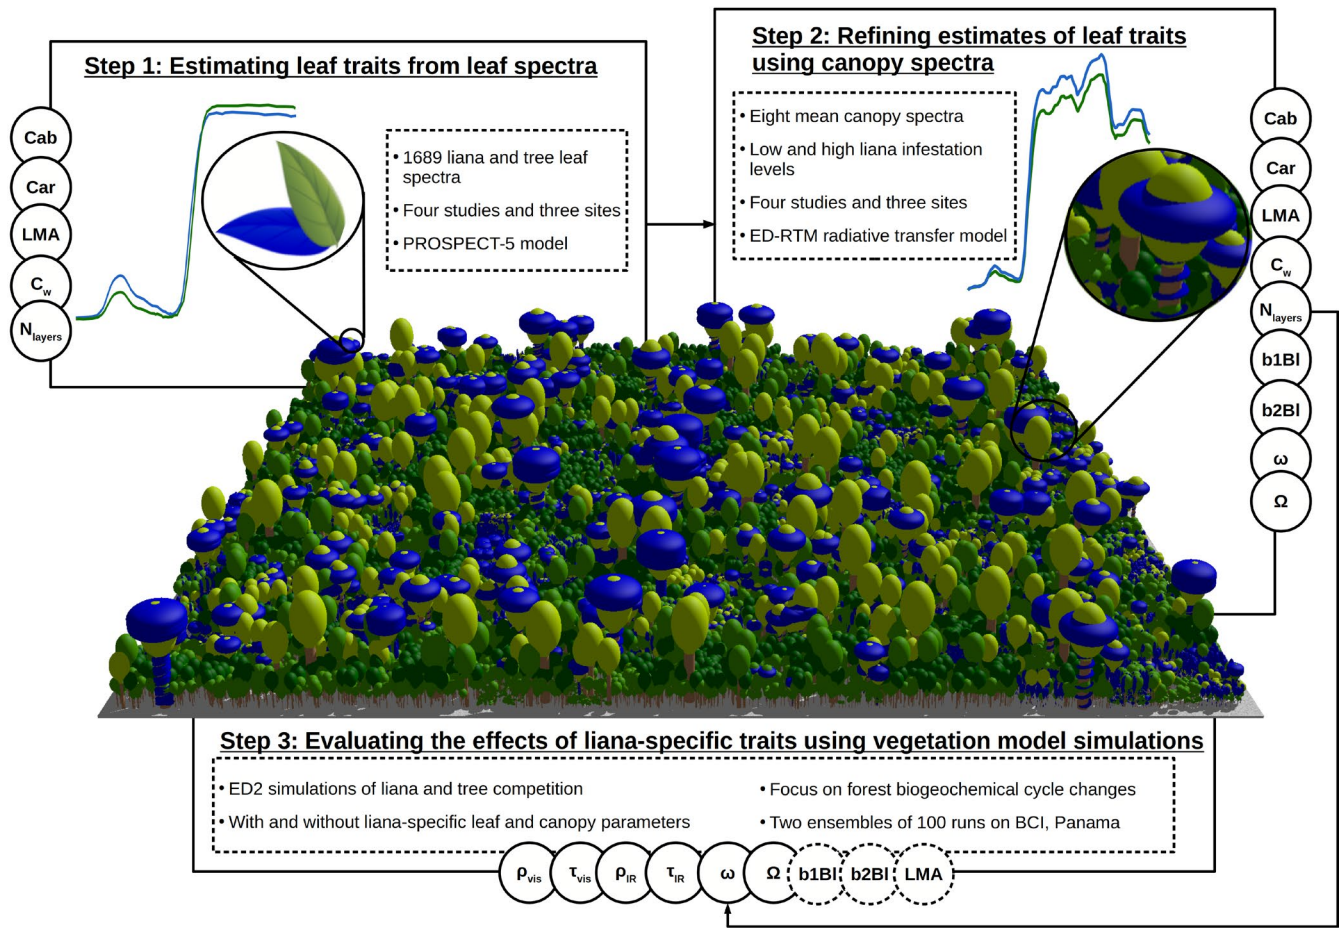 Step 1: Estimating leaf traits from leaf spectra
Cab
Car
LMA
Cw
Nlayers
• 1689 liana and tree leaf
spectra
• Four studies and three sites
• PROSPECT-5 model
Step 2: Refining estimates of leaf traits
using canopy spectra
• Eight mean canopy spectra
• Low and high liana infestation
levels
• Four studies and three sites
• ED-RTM radiative transfer model
Cab
Car
LMA
Cw
Nlayers
b1Bl
b2Bl
ω
Ω
Step 3: Evaluating the effects of liana-specific traits using vegetation model simulations
• ED2 simulations of liana and tree competition
• With and without liana-specific leaf and canopy parameters
• Focus on forest biogeochemical cycle changes
• Two ensembles of 100 runs on BCI, Panama
ρvis τvis ρIR τIR ω Ω b1Bl b2Bl LMA